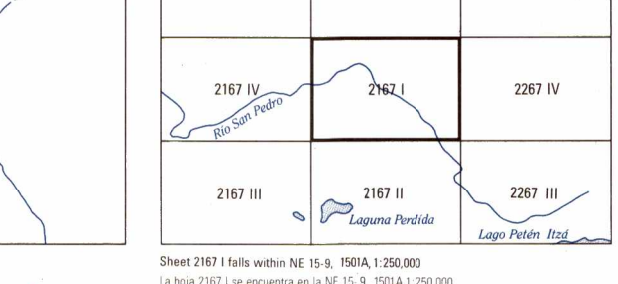 2167 IV
2167 I
2267 IV
Río San Pedro
2167 III
2167 II
2267 III
Laguna Perdida
Lago Petén Itzá
Sheet 2167 I falls within NE 15-9, 1501A, 1:250,000
La hoja 2167 I se encuentra en la NE 15-9, 1501A 1:250,000